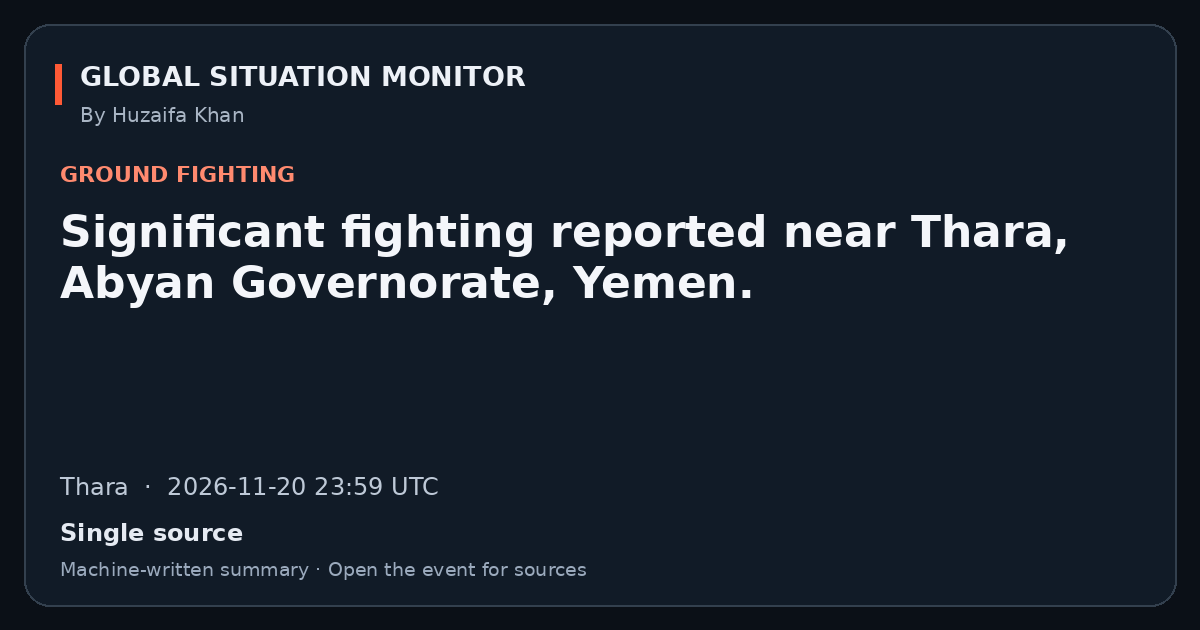 GLOBAL SITUATION MONITOR
By Huzaifa Khan
GROUND FIGHTING
Significant fighting reported near Thara,
Abyan Governorate, Yemen.
Thara · 2026-11-20 23:59 UTC
Single source
Machine-written summary · Open the event for sources